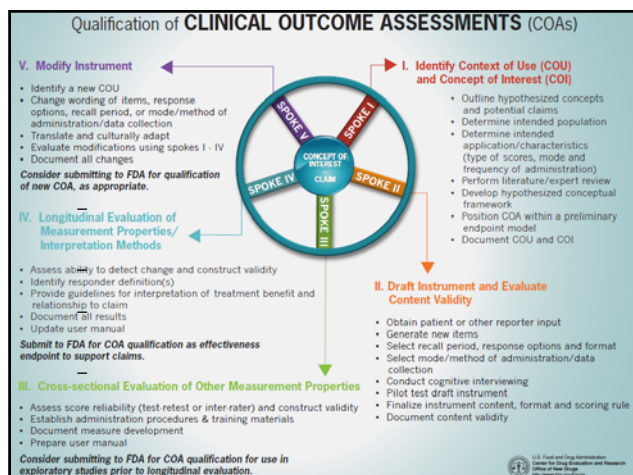 Qualification of CLINICAL OUTCOME ASSESSMENTS (COAs)
V. Modify Instrument
• Identify a new COU
• Change wording of items, response
options, recall period, or mode/method of
administration/data collection
• Translate and culturally adapt
• Evaluate modifications using spokes I - IV
• Document all changes
Consider submitting to FDA for qualification
of new COA, as appropriate.
I. Identify Context of Use (COU)
and Concept of Interest (COI)
• Outline hypothesized concepts
and potential claims
• Determine intended population
• Determine intended
application/characteristics
(type of scores, mode and
frequency of administration)
• Perform literature/expert review
• Develop hypothesized conceptual
framework
• Position COA within a preliminary
endpoint model
• Document COU and COI
SPOKE I
SPOKE II
SPOKE III
SPOKE IV
SPOKE V
CONCEPT OF
INTEREST
CLAIM
IV. Longitudinal Evaluation of
Measurement Properties/
Interpretation Methods
• Assess ability to detect change and construct validity
• Identify responder definition(s)
• Provide guidelines for interpretation of treatment benefit and
relationship to claim
• Document all results
• Update user manual
Submit to FDA for COA qualification as effectiveness
endpoint to support claims.
II. Draft Instrument and Evaluate
Content Validity
• Obtain patient or other reporter input
• Generate new items
• Select recall period, response options and format
• Select mode/method of administration/data
collection
• Conduct cognitive interviewing
• Pilot test draft instrument
• Finalize instrument content, format and scoring rule
• Document content validity
III. Cross-sectional Evaluation of Other Measurement Properties
• Assess score reliability (test-retest or inter-rater) and construct validity
• Establish administration procedures & training materials
• Document measure development
• Prepare user manual
Consider submitting to FDA for COA qualification for use in
exploratory studies prior to longitudinal evaluation.
U.S. Food and Drug Administration
Center for Drug Evaluation and Research
Office of New Drugs